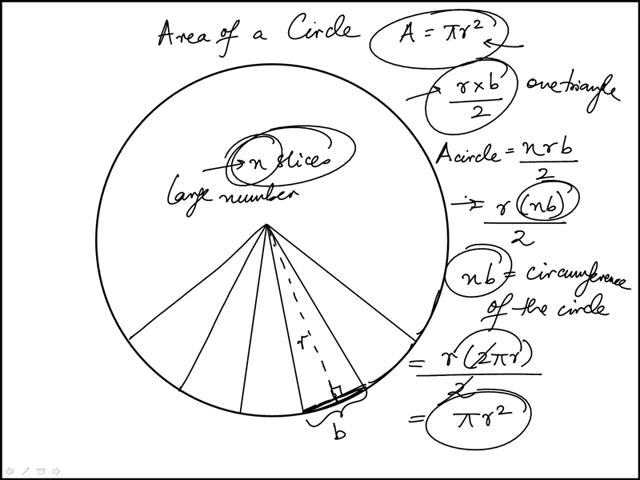 Area of a Circle A = πr²
r×b/2 one triangle
→ n slices
large number
A circle = nrb/2
→ r(nb)/2
nb = circumference
of the circle
r
= r(2πr)/2
= πr²
b